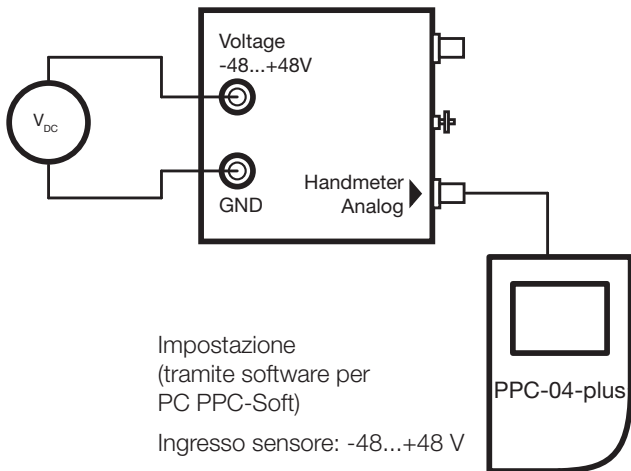 Voltage
-48...+48V
V DC
GND
Handmeter
Analog
PPC-04-plus
Impostazione
(tramite software per
PC PPC-Soft)
Ingresso sensore: -48...+48 V